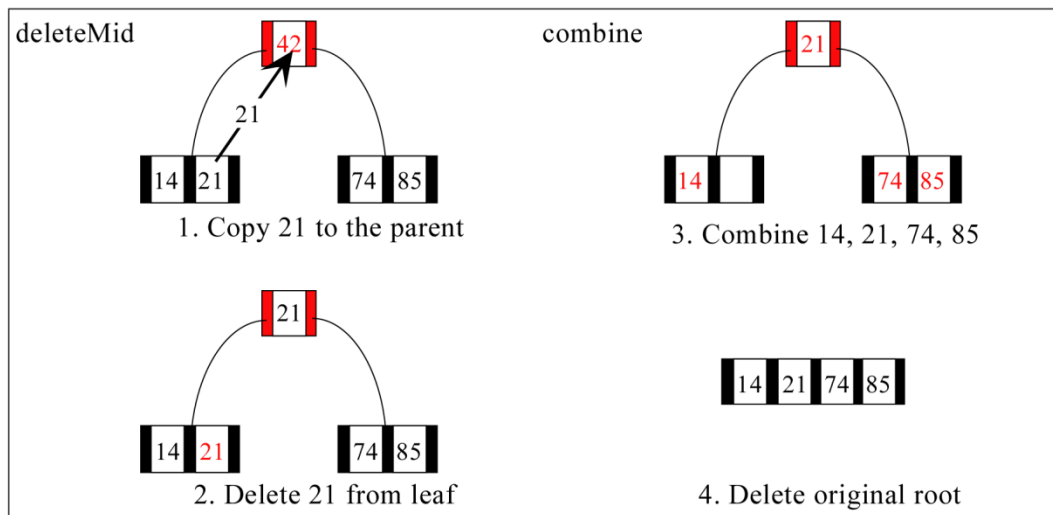 deleteMid
42
21
14 21
74 85
1. Copy 21 to the parent
21
14 21
74 85
2. Delete 21 from leaf
combine
21
14
74 85
3. Combine 14, 21, 74, 85
14 21 74 85
4. Delete original root